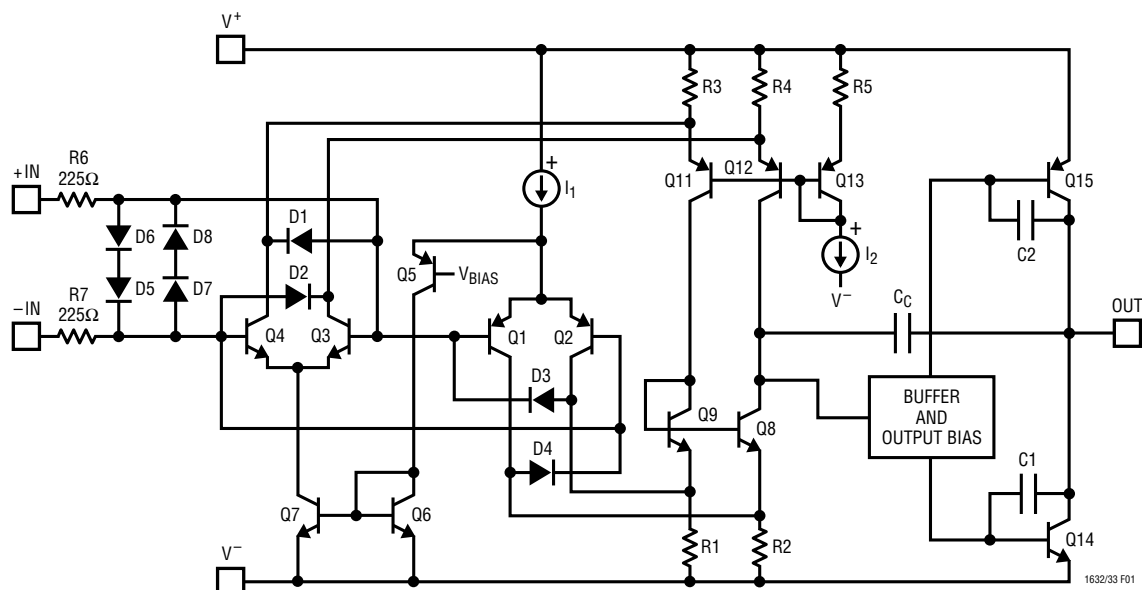 V+
R3
R4
R5
+IN
R6
225Ω
+
I1
Q11
Q12
Q13
Q15
D1
D6
D8
+
I2
C2
Q5
VBIAS
D2
D5
D7
V−
CC
OUT
R7
225Ω
−IN
Q4
Q3
Q1
Q2
D3
Q9
Q8
BUFFER
AND
OUTPUT BIAS
D4
C1
Q7
Q6
R1
R2
Q14
V−
1632/33 F01